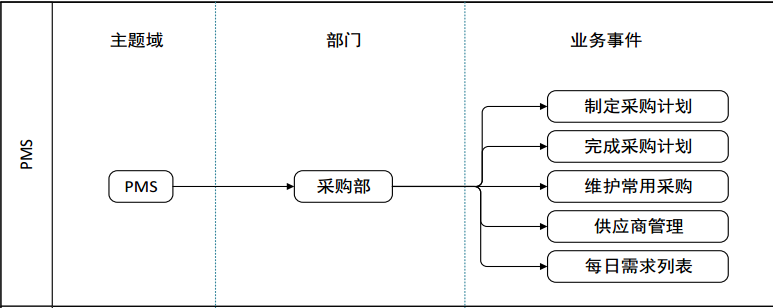 主题域
部门
业务事件
PMS
PMS
采购部
制定采购计划
完成采购计划
维护常用采购
供应商管理
每日需求列表